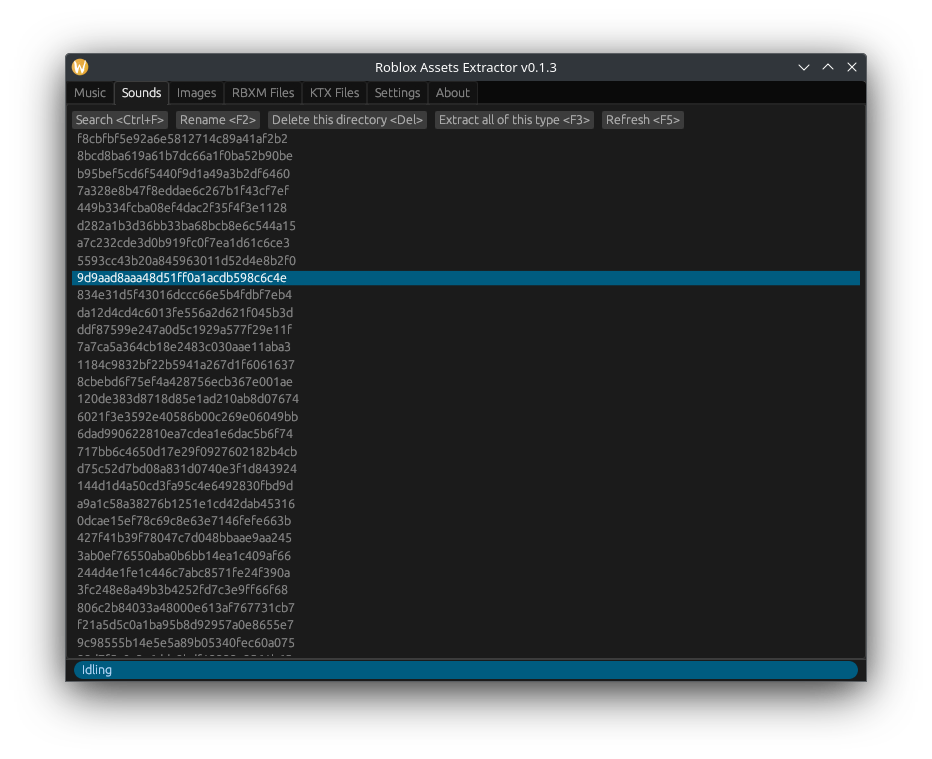 Roblox Assets Extractor v0.1.3
Music Sounds Images RBXM Files KTX Files Settings About
Search <Ctrl+F> Rename <F2> Delete this directory <Del> Extract all of this type <F3> Refresh <F5>
f8cbfbf5e92a6e5812714c89a41af2b2
8bcd8ba619a61b7dc66a1f0ba52b90be
b95bef5cd6f5440f9d1a49a3b2df6460
7a328e8b47f8eddae6c267b1f43cf7ef
449b334fcba08ef4dac2f35f4f3e1128
d282a1b3d36bb33ba68bcb8e6c544a15
a7c232cde3d0b919fc0f7ea1d61c6ce3
5593cc43b20a845963011d52d4e8b2f0
9d9aad8aaa48d51ff0a1acdb598c6c4e
834e31d5f43016dccc66e5b4fdbf7eb4
da12d4cd4c6013fe556a2d621f045b3d
ddf87599e247a0d5c1929a577f29e11f
7a7ca5a364cb18e2483c030aae11aba3
1184c9832bf22b5941a267d1f6061637
8cbebd6f75ef4a428756ecb367e001ae
120de383d8718d85e1ad210ab8d07674
6021f3e3592e40586b00c269e06049bb
6dad990622810ea7cdea1e6dac5b6f74
717bb6c4650d17e29f0927602182b4cb
d75c52d7bd08a831d0740e3f1d843924
144d1d4a50cd3fa95c4e6492830fbd9d
a9a1c58a38276b1251e1cd42dab45316
0dcae15ef78c69c8e63e7146fefe663b
427f41b39f78047c7d048bbaae9aa245
3ab0ef76550aba0b6bb14ea1c409af66
244d4e1fe1c446c7abc8571fe24f390a
3fc248e8a49b3b4252fd7c3e9ff66f68
806c2b84033a48000e613af767731cb7
f21a5d5c0a1ba95b8d92957a0e8655e7
9c98555b14e5e5a89b05340fec60a075
Idling